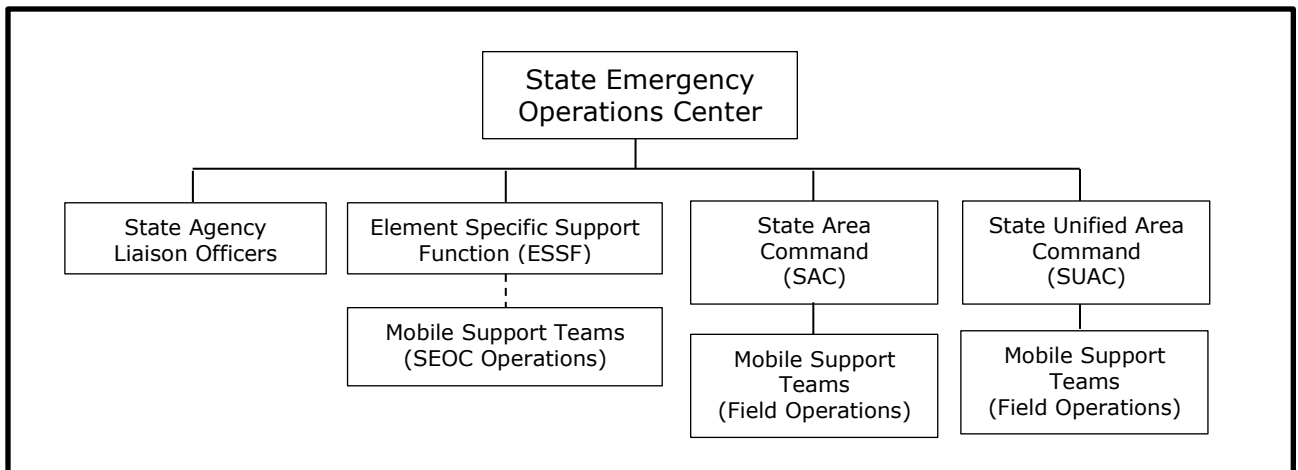 State Emergency
Operations Center
State Agency
Liaison Officers
Element Specific Support
Function (ESSF)
State Area
Command
(SAC)
State Unified Area
Command
(SUAC)
Mobile Support Teams
(SEOC Operations)
Mobile Support
Teams
(Field Operations)
Mobile Support
Teams
(Field Operations)